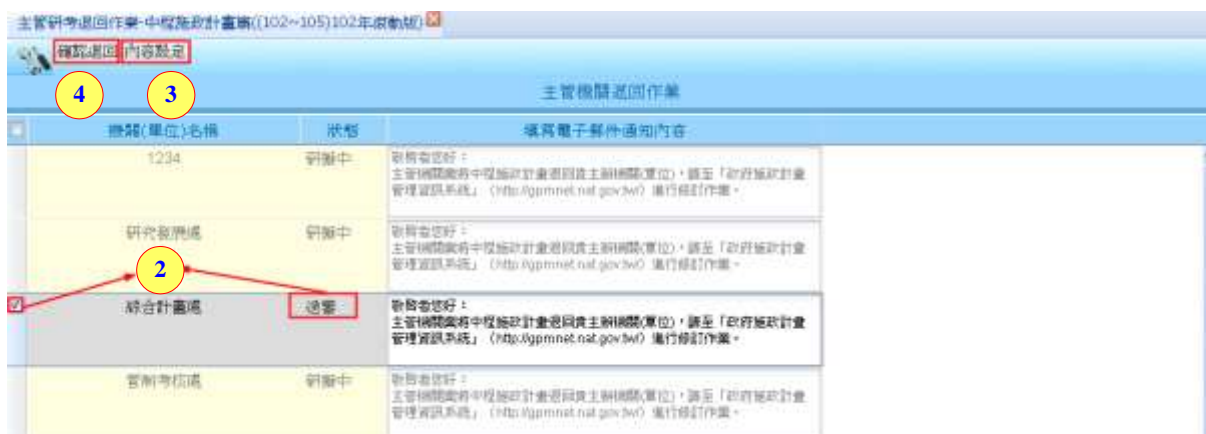 主管研考退回作業-中程施政計畫案((102~105)102年度滾動版)
確認退回 內容設定
4 3
主管機關退回作業
機關(單位)名稱 狀態 填寫電子郵件通知內容
1234 研擬中 敬啟者您好：
主管機關業將中程施政計畫退回貴主辦機關(單位)，請至「政府施政計畫
管理資訊系統」（http://gpmnet.nat.gov.tw/）進行修訂作業。
研究發展處 研擬中 敬啟者您好：
主管機關業將中程施政計畫退回貴主辦機關(單位)，請至「政府施政計畫
管理資訊系統」（http://gpmnet.nat.gov.tw/）進行修訂作業。
2
綜合計畫處 送審 敬啟者您好：
主管機關業將中程施政計畫退回貴主辦機關(單位)，請至「政府施政計畫
管理資訊系統」（http://gpmnet.nat.gov.tw/）進行修訂作業。
管制考核處 研擬中 敬啟者您好：
主管機關業將中程施政計畫退回貴主辦機關(單位)，請至「政府施政計畫
管理資訊系統」（http://gpmnet.nat.gov.tw/）進行修訂作業。